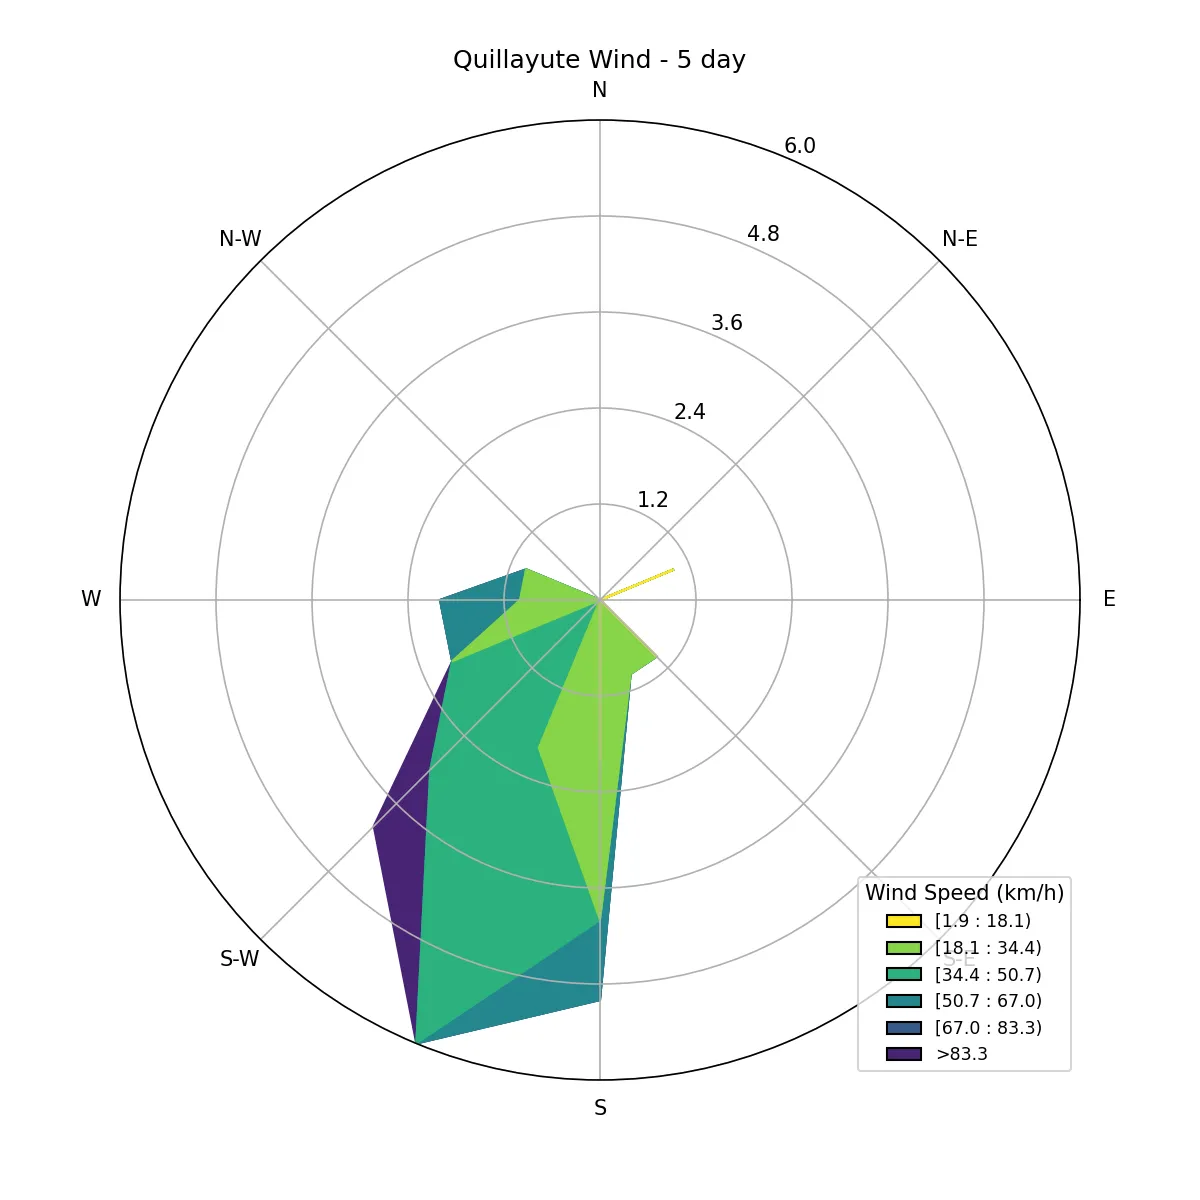 Quillayute Wind - 5 day
N
6.0
N-W
N-E
4.8
3.6
2.4
1.2
W
E
S-W
S-E
S
Wind Speed (km/h)
[1.9 : 18.1)
[18.1 : 34.4)
[34.4 : 50.7)
[50.7 : 67.0)
[67.0 : 83.3)
>83.3